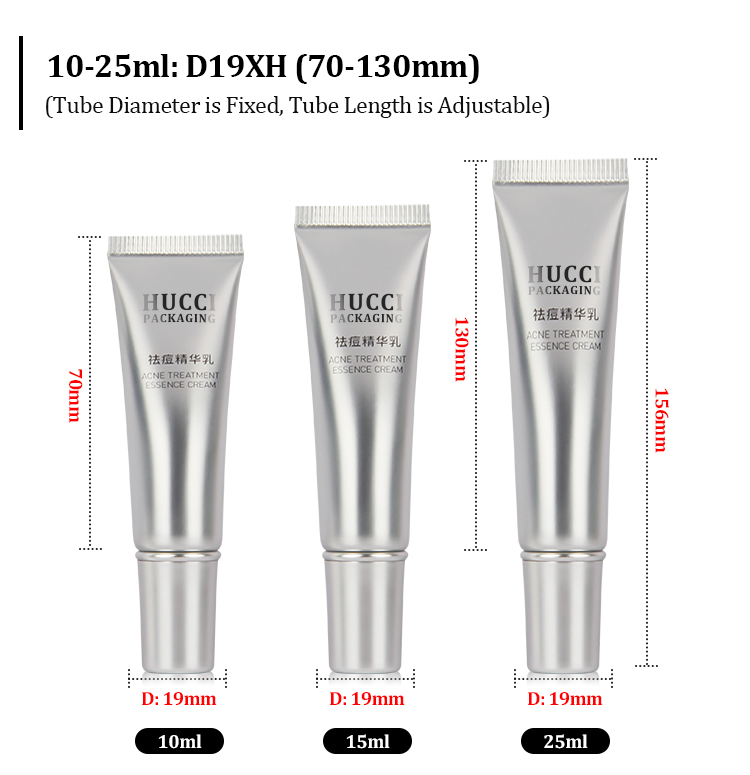 10-25ml: D19XH (70-130mm)
(Tube Diameter is Fixed, Tube Length is Adjustable)
HUCCI
PACKAGING
祛痘精华乳
ACNE TREATMENT
ESSENCE CREAM
70mm
D: 19mm
10ml
HUCCI
PACKAGING
祛痘精华乳
ACNE TREATMENT
ESSENCE CREAM
D: 19mm
15ml
130mm
HUCCI
PACKAGING
祛痘精华乳
ACNE TREATMENT
ESSENCE CREAM
156mm
D: 19mm
25ml